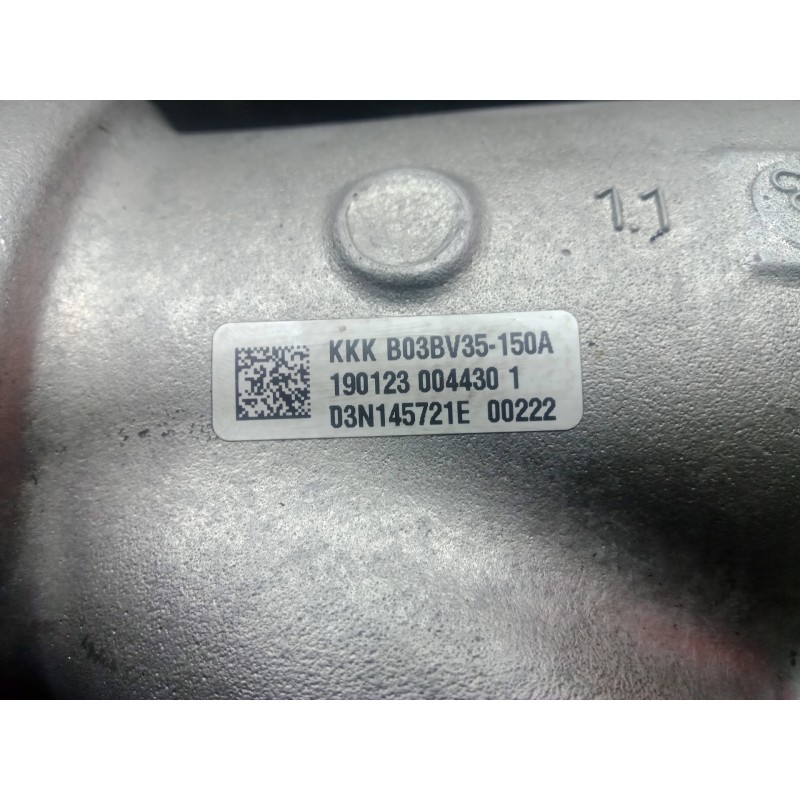 1.1
KKK B03BV35-150A
190123 004430 1
03N145721E 00222